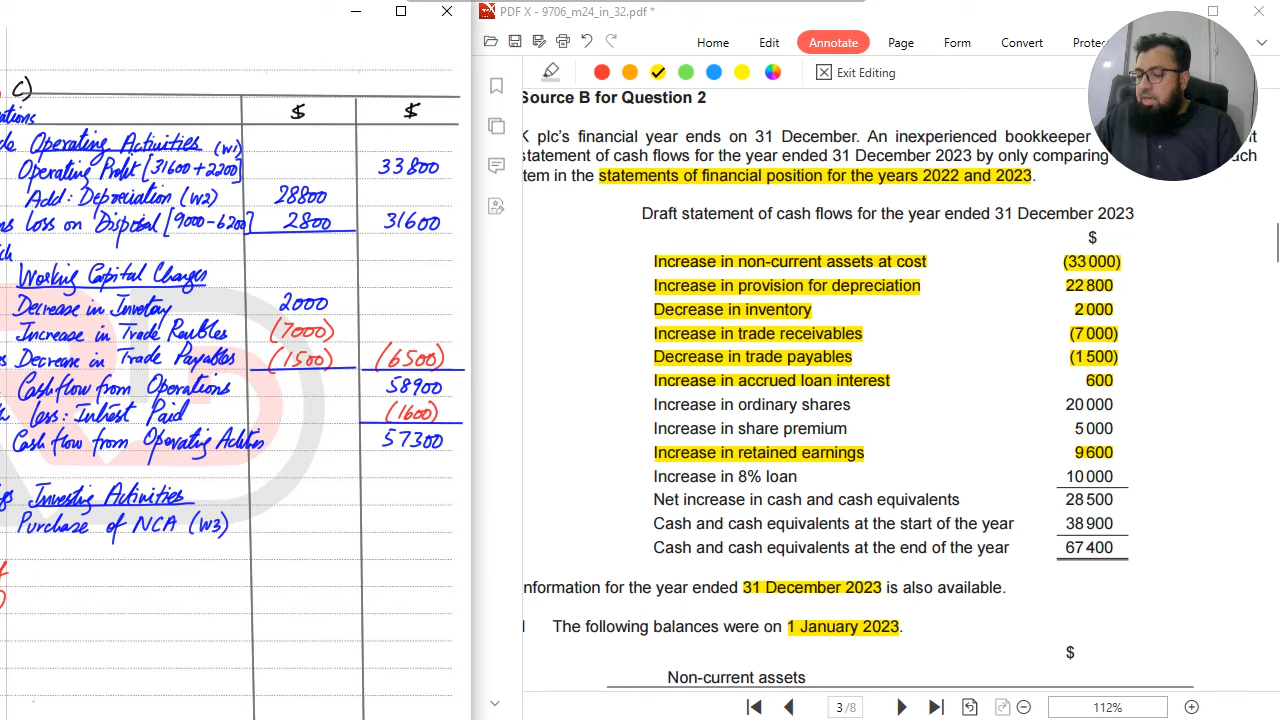 C)
$ $
ations
de Operating Activities (W1)
Operating Profit [31600+2200] 33800
Add: Depreciation (W2) 28800
ns Loss on Disposal [9000-6200] 2800 31600
Working Capital Changes
Decrease in Inventory 2000
Increase in Trade Receivbles (7000)
Decrease in Trade Payables (1500) (6500)
Cashflow from Operations 58900
less: Interest Paid (1600)
Cash flow from Operating Activities 57300
Investing Activities
Purchase of NCA (W3)
PDF X - 9706_m24_in_32.pdf *
Home Edit Annotate Page Form Convert Protec
Exit Editing
Source B for Question 2
K plc's financial year ends on 31 December. An inexperienced bookkeeper
statement of cash flows for the year ended 31 December 2023 by only comparing ach
tem in the statements of financial position for the years 2022 and 2023.
Draft statement of cash flows for the year ended 31 December 2023
$
Increase in non-current assets at cost (33 000)
Increase in provision for depreciation 22 800
Decrease in inventory 2 000
Increase in trade receivables (7 000)
Decrease in trade payables (1 500)
Increase in accrued loan interest 600
Increase in ordinary shares 20 000
Increase in share premium 5 000
Increase in retained earnings 9 600
Increase in 8% loan 10 000
Net increase in cash and cash equivalents 28 500
Cash and cash equivalents at the start of the year 38 900
Cash and cash equivalents at the end of the year 67 400
nformation for the year ended 31 December 2023 is also available.
The following balances were on 1 January 2023.
$
Non-current assets
3 /8 112%